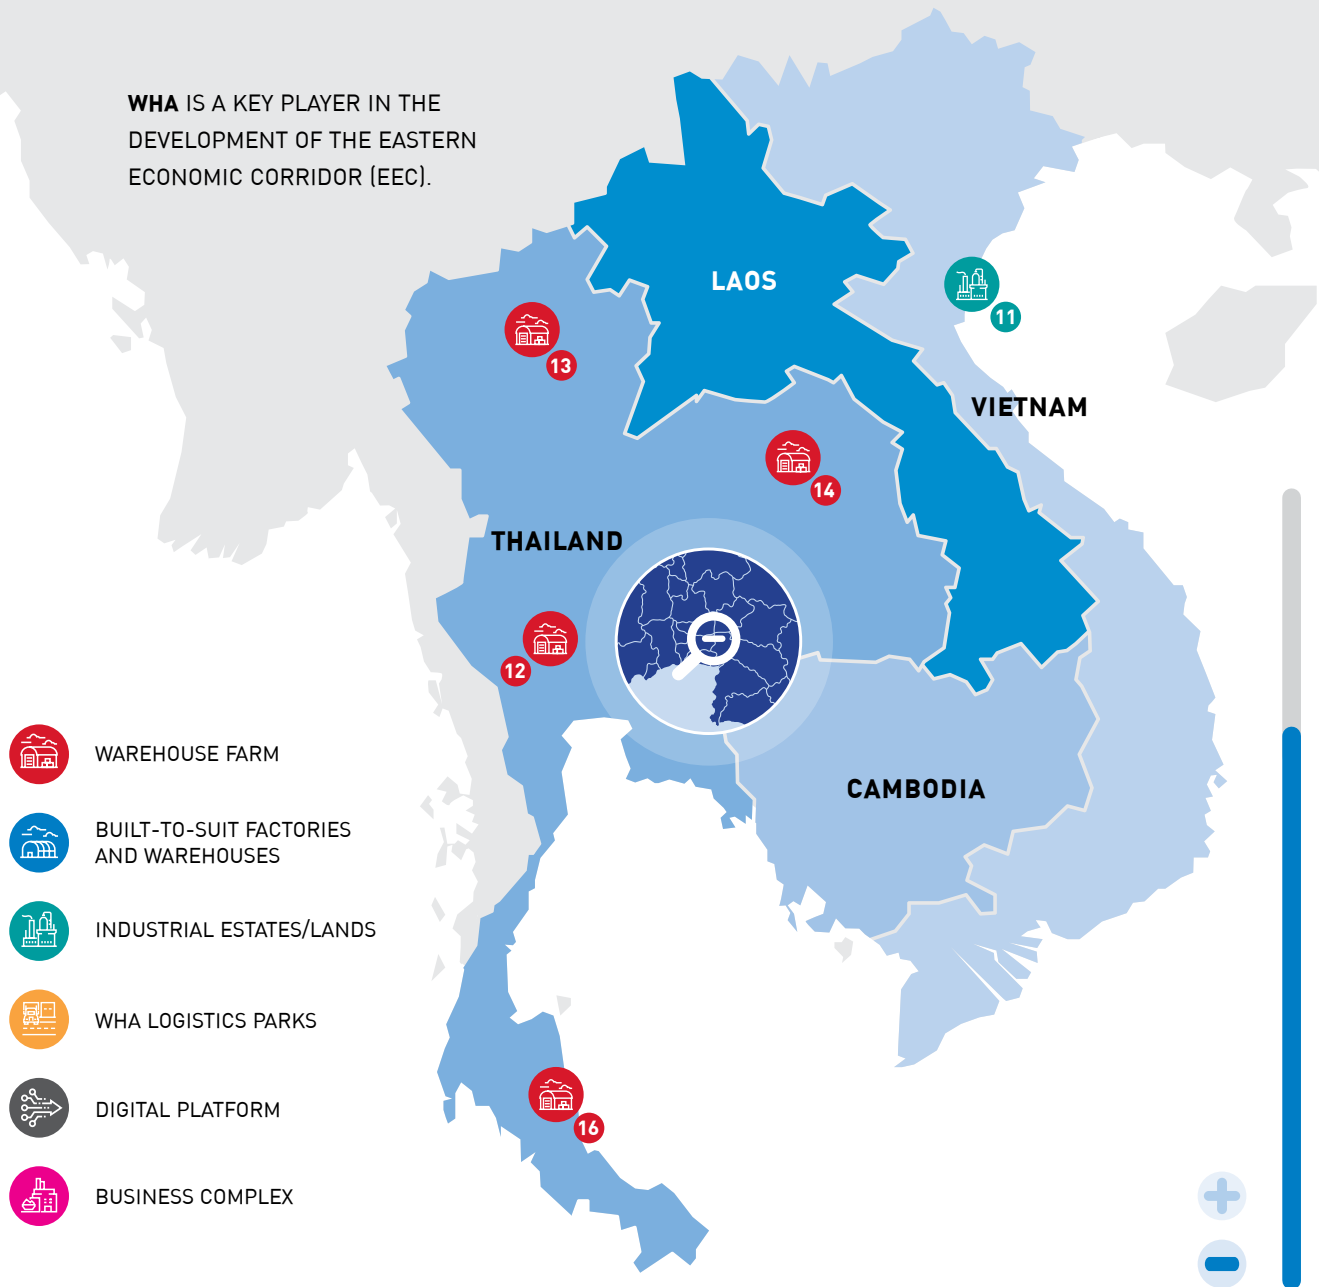 WHA IS A KEY PLAYER IN THE
DEVELOPMENT OF THE EASTERN
ECONOMIC CORRIDOR (EEC).
LAOS
11
13
VIETNAM
14
THAILAND
12
WAREHOUSE FARM
CAMBODIA
BUILT-TO-SUIT FACTORIES
AND WAREHOUSES
INDUSTRIAL ESTATES/LANDS
WHA LOGISTICS PARKS
DIGITAL PLATFORM
16
BUSINESS COMPLEX